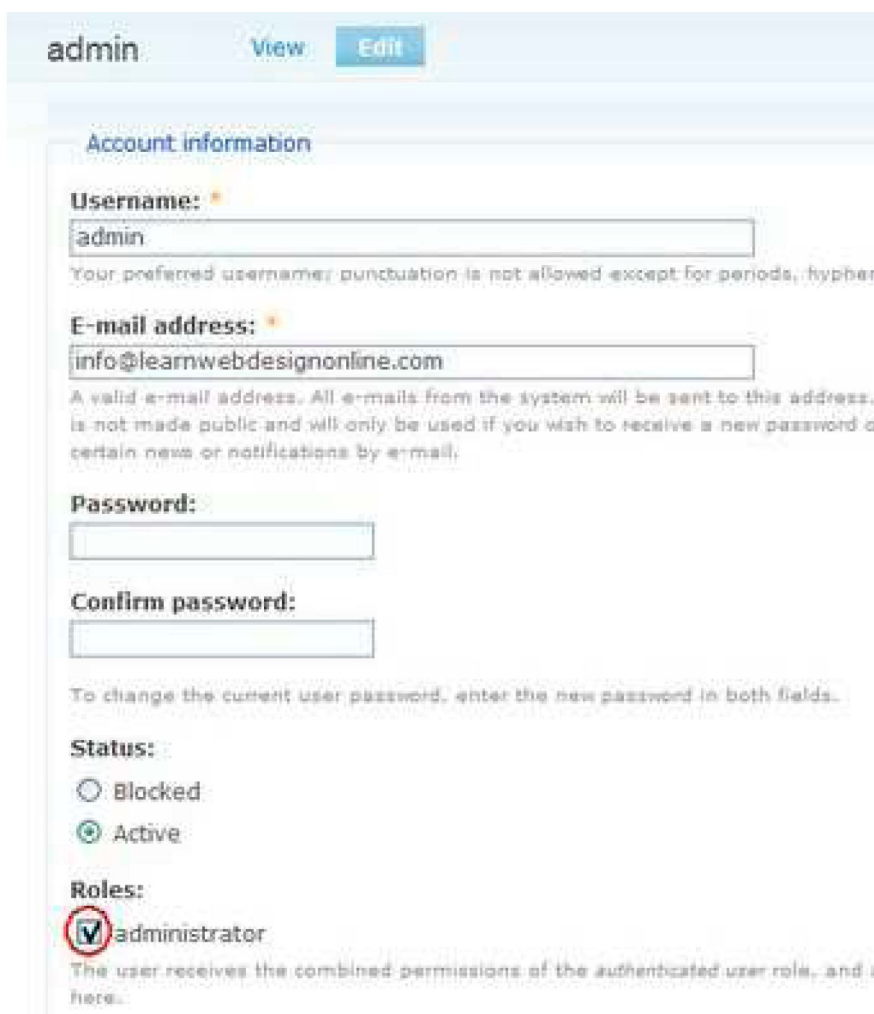 admin View Edit
Account information
Username: *
admin
Your preferred username; punctuation is not allowed except for periods, hyphen
E-mail address: *
info@learnwebdesignonline.com
A valid e-mail address. All e-mails from the system will be sent to this address.
is not made public and will only be used if you wish to receive a new password o
certain news or notifications by e-mail.
Password:
Confirm password:
To change the current user password, enter the new password in both fields.
Status:
Blocked
Active
Roles:
administrator
The user receives the combined permissions of the authenticated user role, and
here.